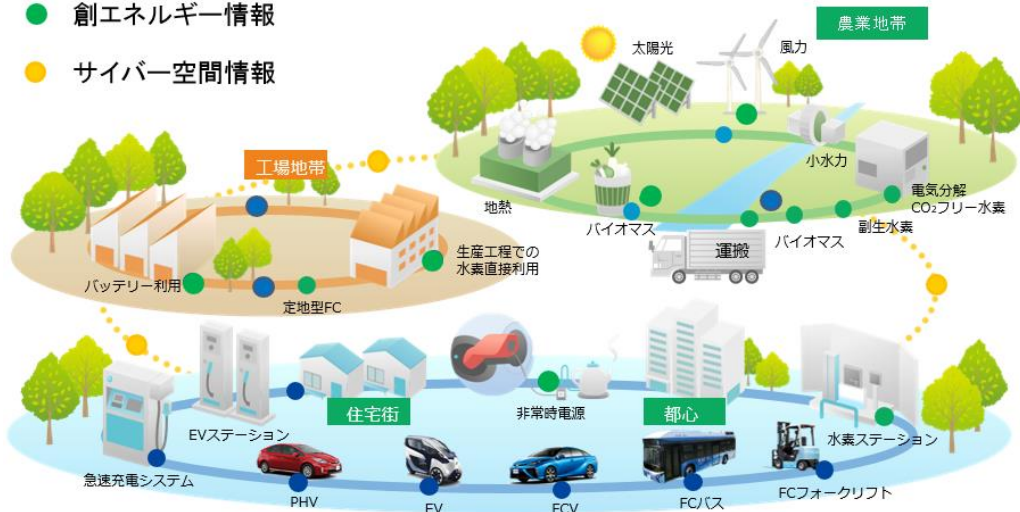 創エネルギー情報
サイバー空間情報
農業地帯
太陽光
風力
小水力
電気分解
CO₂フリー水素
副生水素
バイオマス
地熱
バイオマス
運搬
工場地帯
生産工程での
水素直接利用
バッテリー利用
定地型FC
住宅街
非常時電源
都心
EVステーション
水素ステーション
急速充電システム
PHV
EV
FCV
FCバス
FCフォークリフト